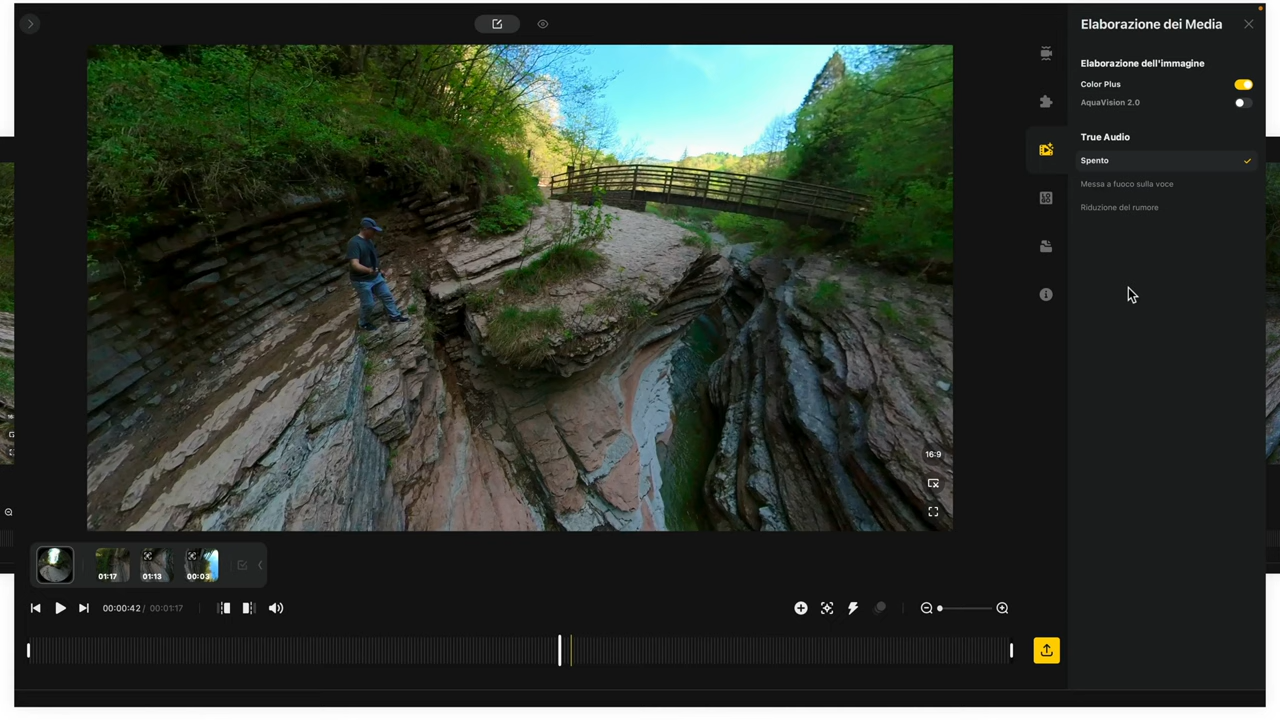 Elaborazione dei Media
Elaborazione dell'immagine
Color Plus
AquaVision 2.0
True Audio
Spento
Messa a fuoco sulla voce
Riduzione del rumore
16:9
01:17
01:13
00:03
00:00:42 / 00:01:17